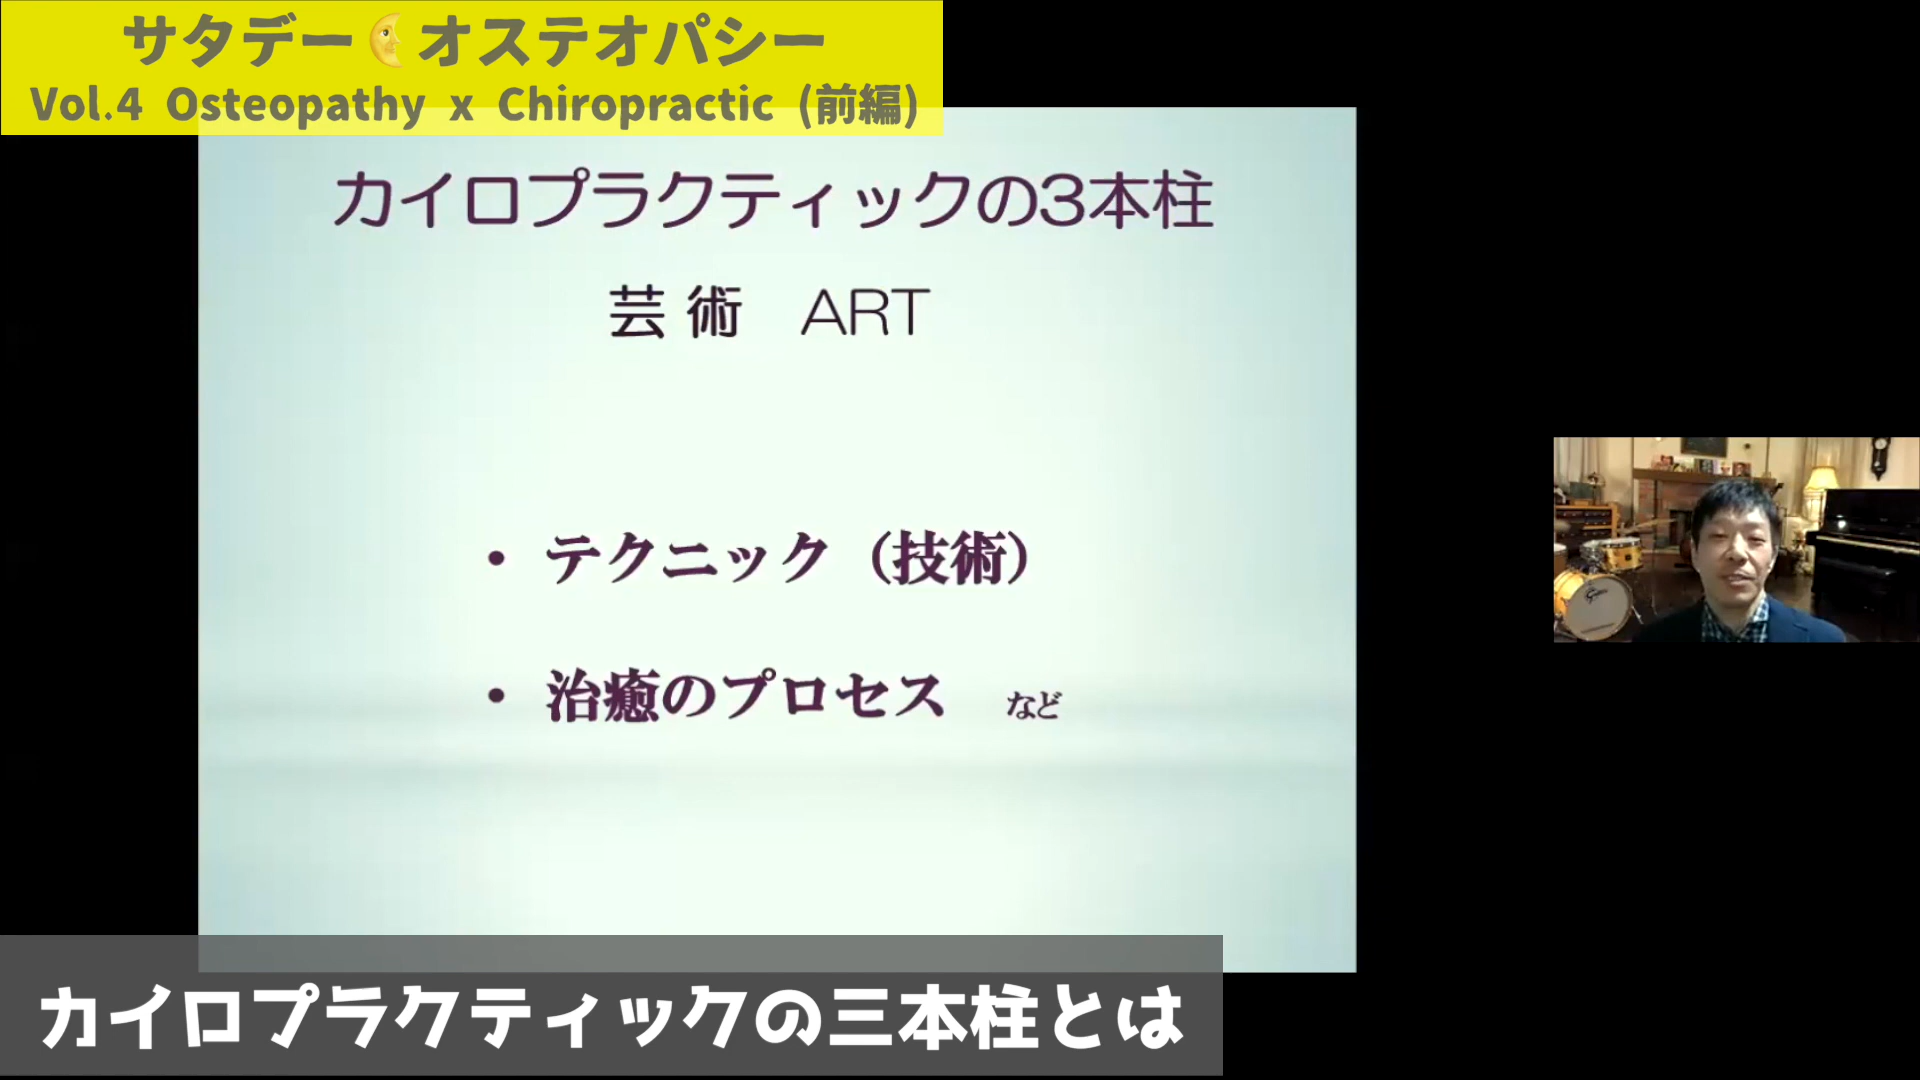 サタデー🌛オステオパシー
Vol.4 Osteopathy x Chiropractic (前編)
カイロプラクティックの3本柱
芸術 ART
・テクニック（技術）
・治癒のプロセス など
カイロプラクティックの三本柱とは